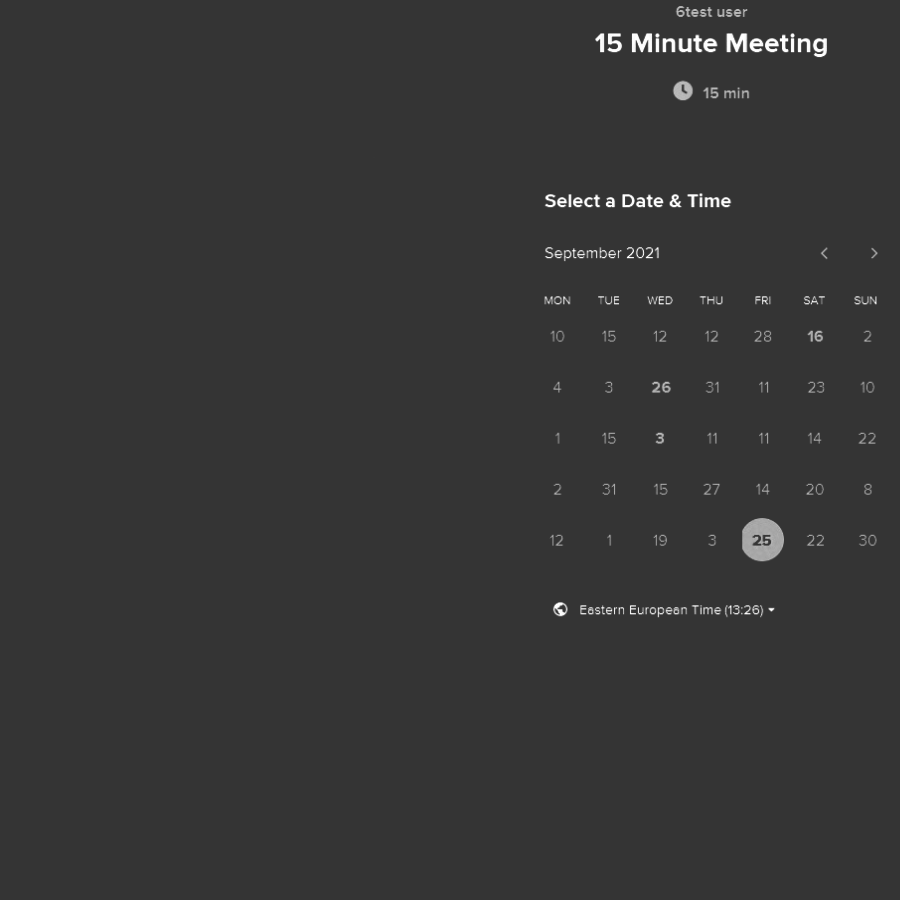 6test user
15 Minute Meeting
15 min
Select a Date & Time
September 2021
MON TUE WED THU FRI SAT SUN
10 15 12 12 28 16 2
4 3 26 31 11 23 10
1 15 3 11 11 14 22
2 31 15 27 14 20 8
12 1 19 3 25 22 30
Eastern European Time (13:26)